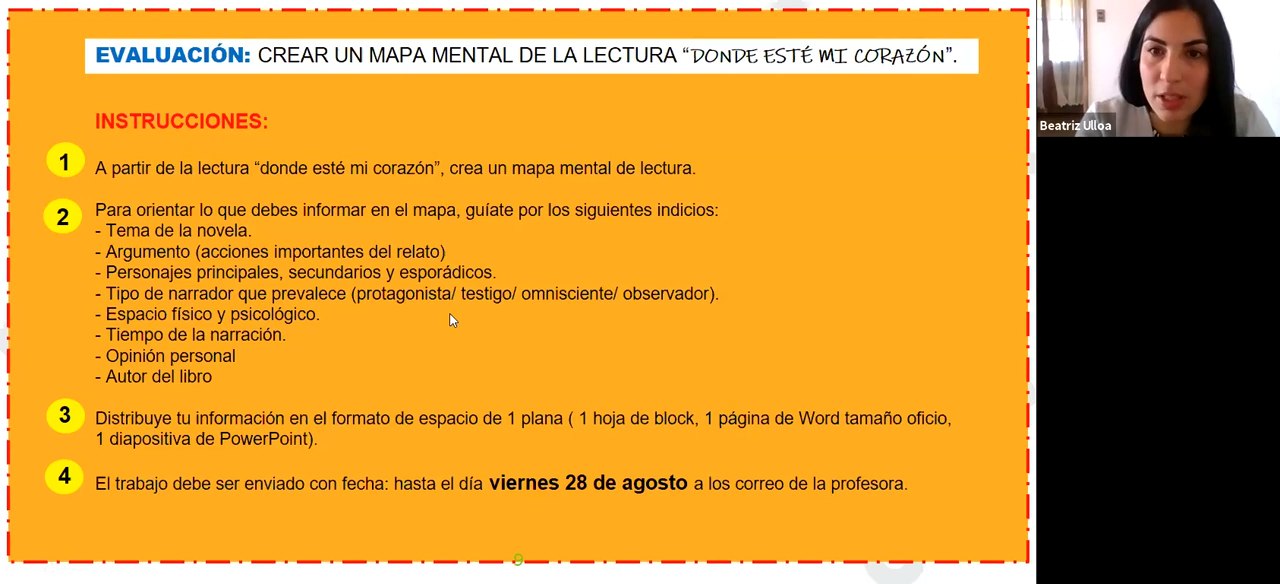 EVALUACIÓN: CREAR UN MAPA MENTAL DE LA LECTURA “DONDE ESTÉ MI CORAZÓN”.
INSTRUCCIONES:
1
A partir de la lectura “donde esté mi corazón”, crea un mapa mental de lectura.
2
Para orientar lo que debes informar en el mapa, guíate por los siguientes indicios:
- Tema de la novela.
- Argumento (acciones importantes del relato)
- Personajes principales, secundarios y esporádicos.
- Tipo de narrador que prevalece (protagonista/ testigo/ omnisciente/ observador).
- Espacio físico y psicológico.
- Tiempo de la narración.
- Opinión personal
- Autor del libro
3
Distribuye tu información en el formato de espacio de 1 plana ( 1 hoja de block, 1 página de Word tamaño oficio,
1 diapositiva de PowerPoint).
4
El trabajo debe ser enviado con fecha: hasta el día viernes 28 de agosto a los correo de la profesora.
9
Beatriz Ulloa